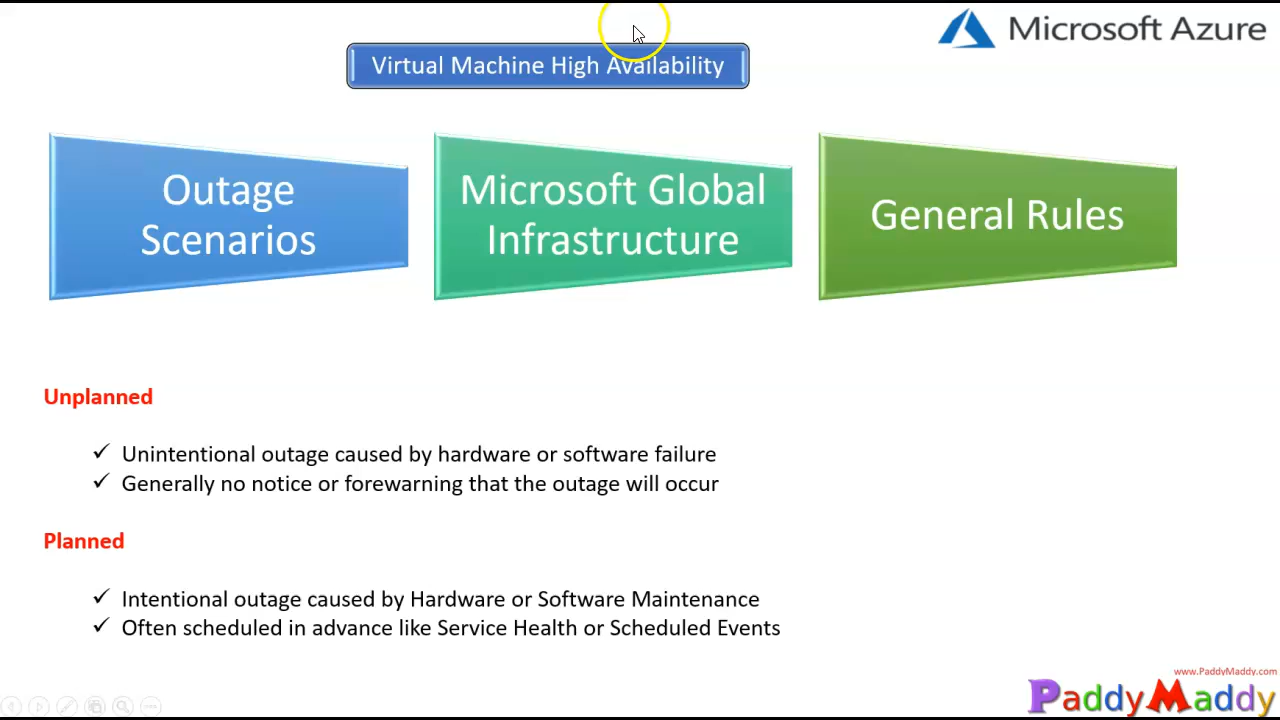 Microsoft Azure
Virtual Machine High Availability
Outage
Scenarios
Microsoft Global
Infrastructure
General Rules
Unplanned
✓ Unintentional outage caused by hardware or software failure
✓ Generally no notice or forewarning that the outage will occur
Planned
✓ Intentional outage caused by Hardware or Software Maintenance
✓ Often scheduled in advance like Service Health or Scheduled Events
www.PaddyMaddy.com
PaddyMaddy